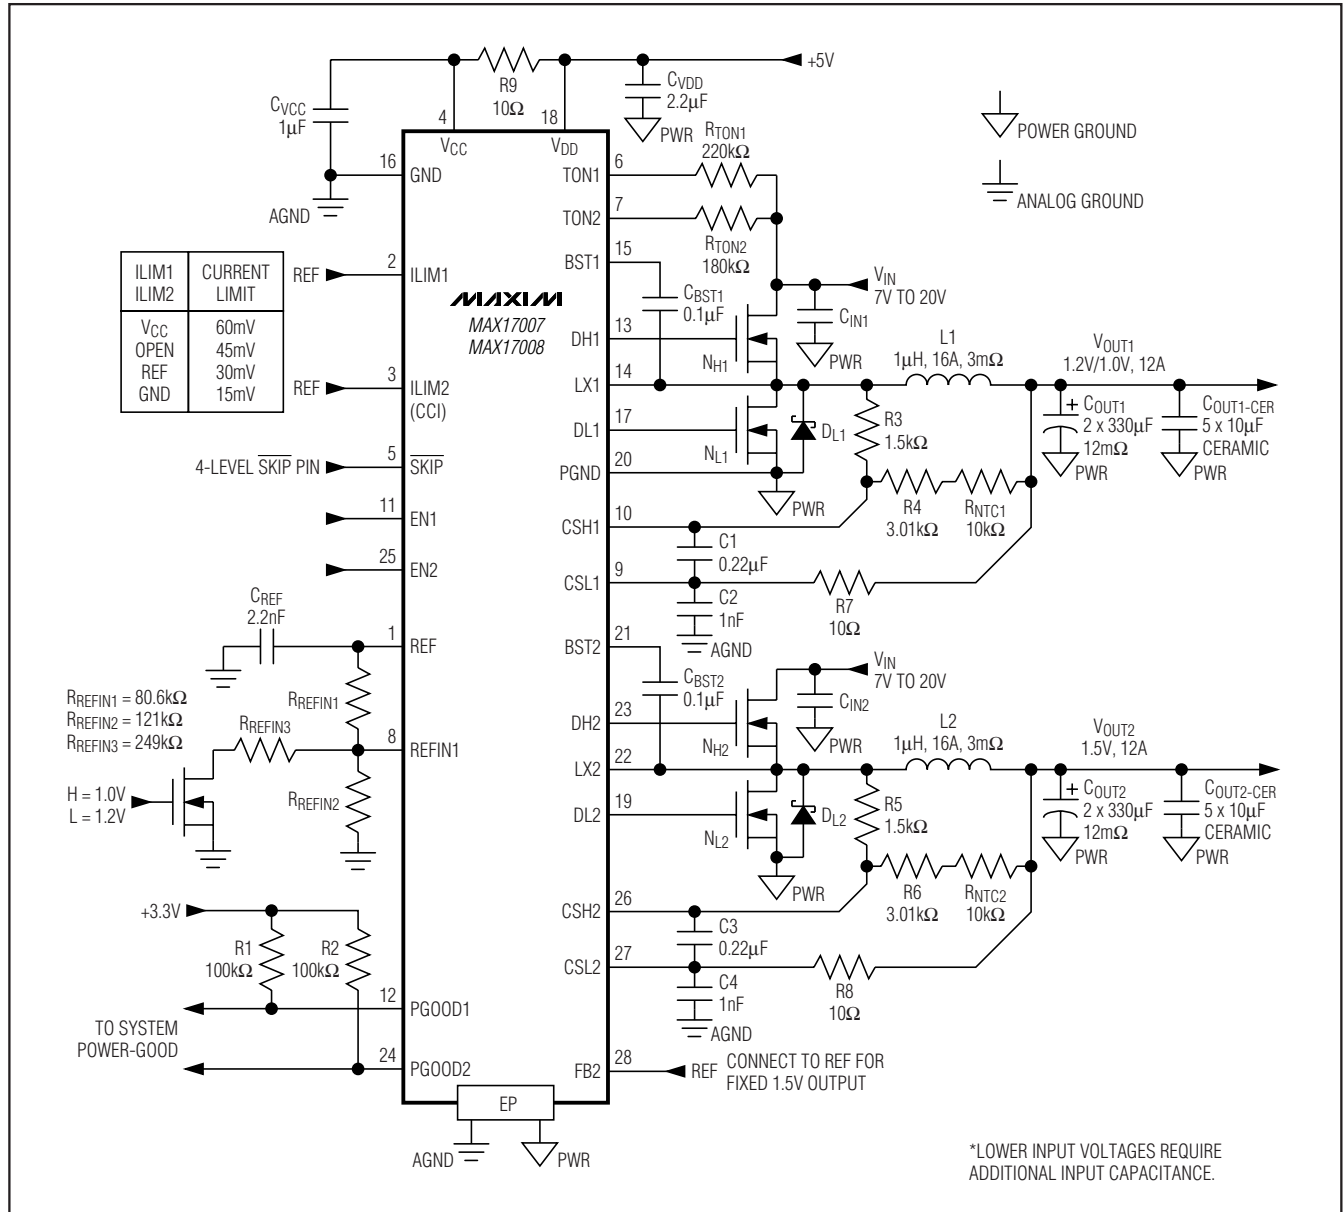 +5V
R9
10Ω
CVCC
1µF
CVDD
2.2µF
PWR
4
18
VCC
VDD
16
GND
AGND
RTON1
220kΩ
TON1
6
TON2
7
RTON2
180kΩ
POWER GROUND
ANALOG GROUND
ILIM1
ILIM2
CURRENT
LIMIT
VCC 60mV
OPEN 45mV
REF 30mV
GND 15mV
REF
2
ILIM1
REF
3
ILIM2
(CCI)
MAXIM
MAX17007
MAX17008
BST1
15
CBST1
0.1µF
VIN
7V TO 20V
CIN1
PWR
DH1
13
NH1
LX1
14
L1
1µH, 16A, 3mΩ
VOUT1
1.2V/1.0V, 12A
DL1
17
NL1
DL1
R3
1.5kΩ
+
COUT1
2 x 330µF
12mΩ
PWR
COUT1-CER
5 x 10µF
CERAMIC
PWR
PGND
20
PWR
4-LEVEL SKIP PIN
5
SKIP
11
EN1
25
EN2
CSH1
10
R4
3.01kΩ
RNTC1
10kΩ
C1
0.22µF
CSL1
9
C2
1nF
AGND
R7
10Ω
CREF
2.2nF
1
REF
RREFIN1 = 80.6kΩ
RREFIN2 = 121kΩ
RREFIN3 = 249kΩ
RREFIN1
RREFIN3
8
REFIN1
RREFIN2
H = 1.0V
L = 1.2V
BST2
21
CBST2
0.1µF
VIN
7V TO 20V
CIN2
PWR
DH2
23
NH2
LX2
22
L2
1µH, 16A, 3mΩ
VOUT2
1.5V, 12A
DL2
19
NL2
DL2
R5
1.5kΩ
+
COUT2
2 x 330µF
12mΩ
PWR
COUT2-CER
5 x 10µF
CERAMIC
PWR
PWR
+3.3V
R1
100kΩ
R2
100kΩ
CSH2
26
R6
3.01kΩ
RNTC2
10kΩ
C3
0.22µF
CSL2
27
C4
1nF
AGND
R8
10Ω
12
PGOOD1
TO SYSTEM
POWER-GOOD
24
PGOOD2
FB2
28
REF
CONNECT TO REF FOR
FIXED 1.5V OUTPUT
EP
AGND
PWR
*LOWER INPUT VOLTAGES REQUIRE
ADDITIONAL INPUT CAPACITANCE.